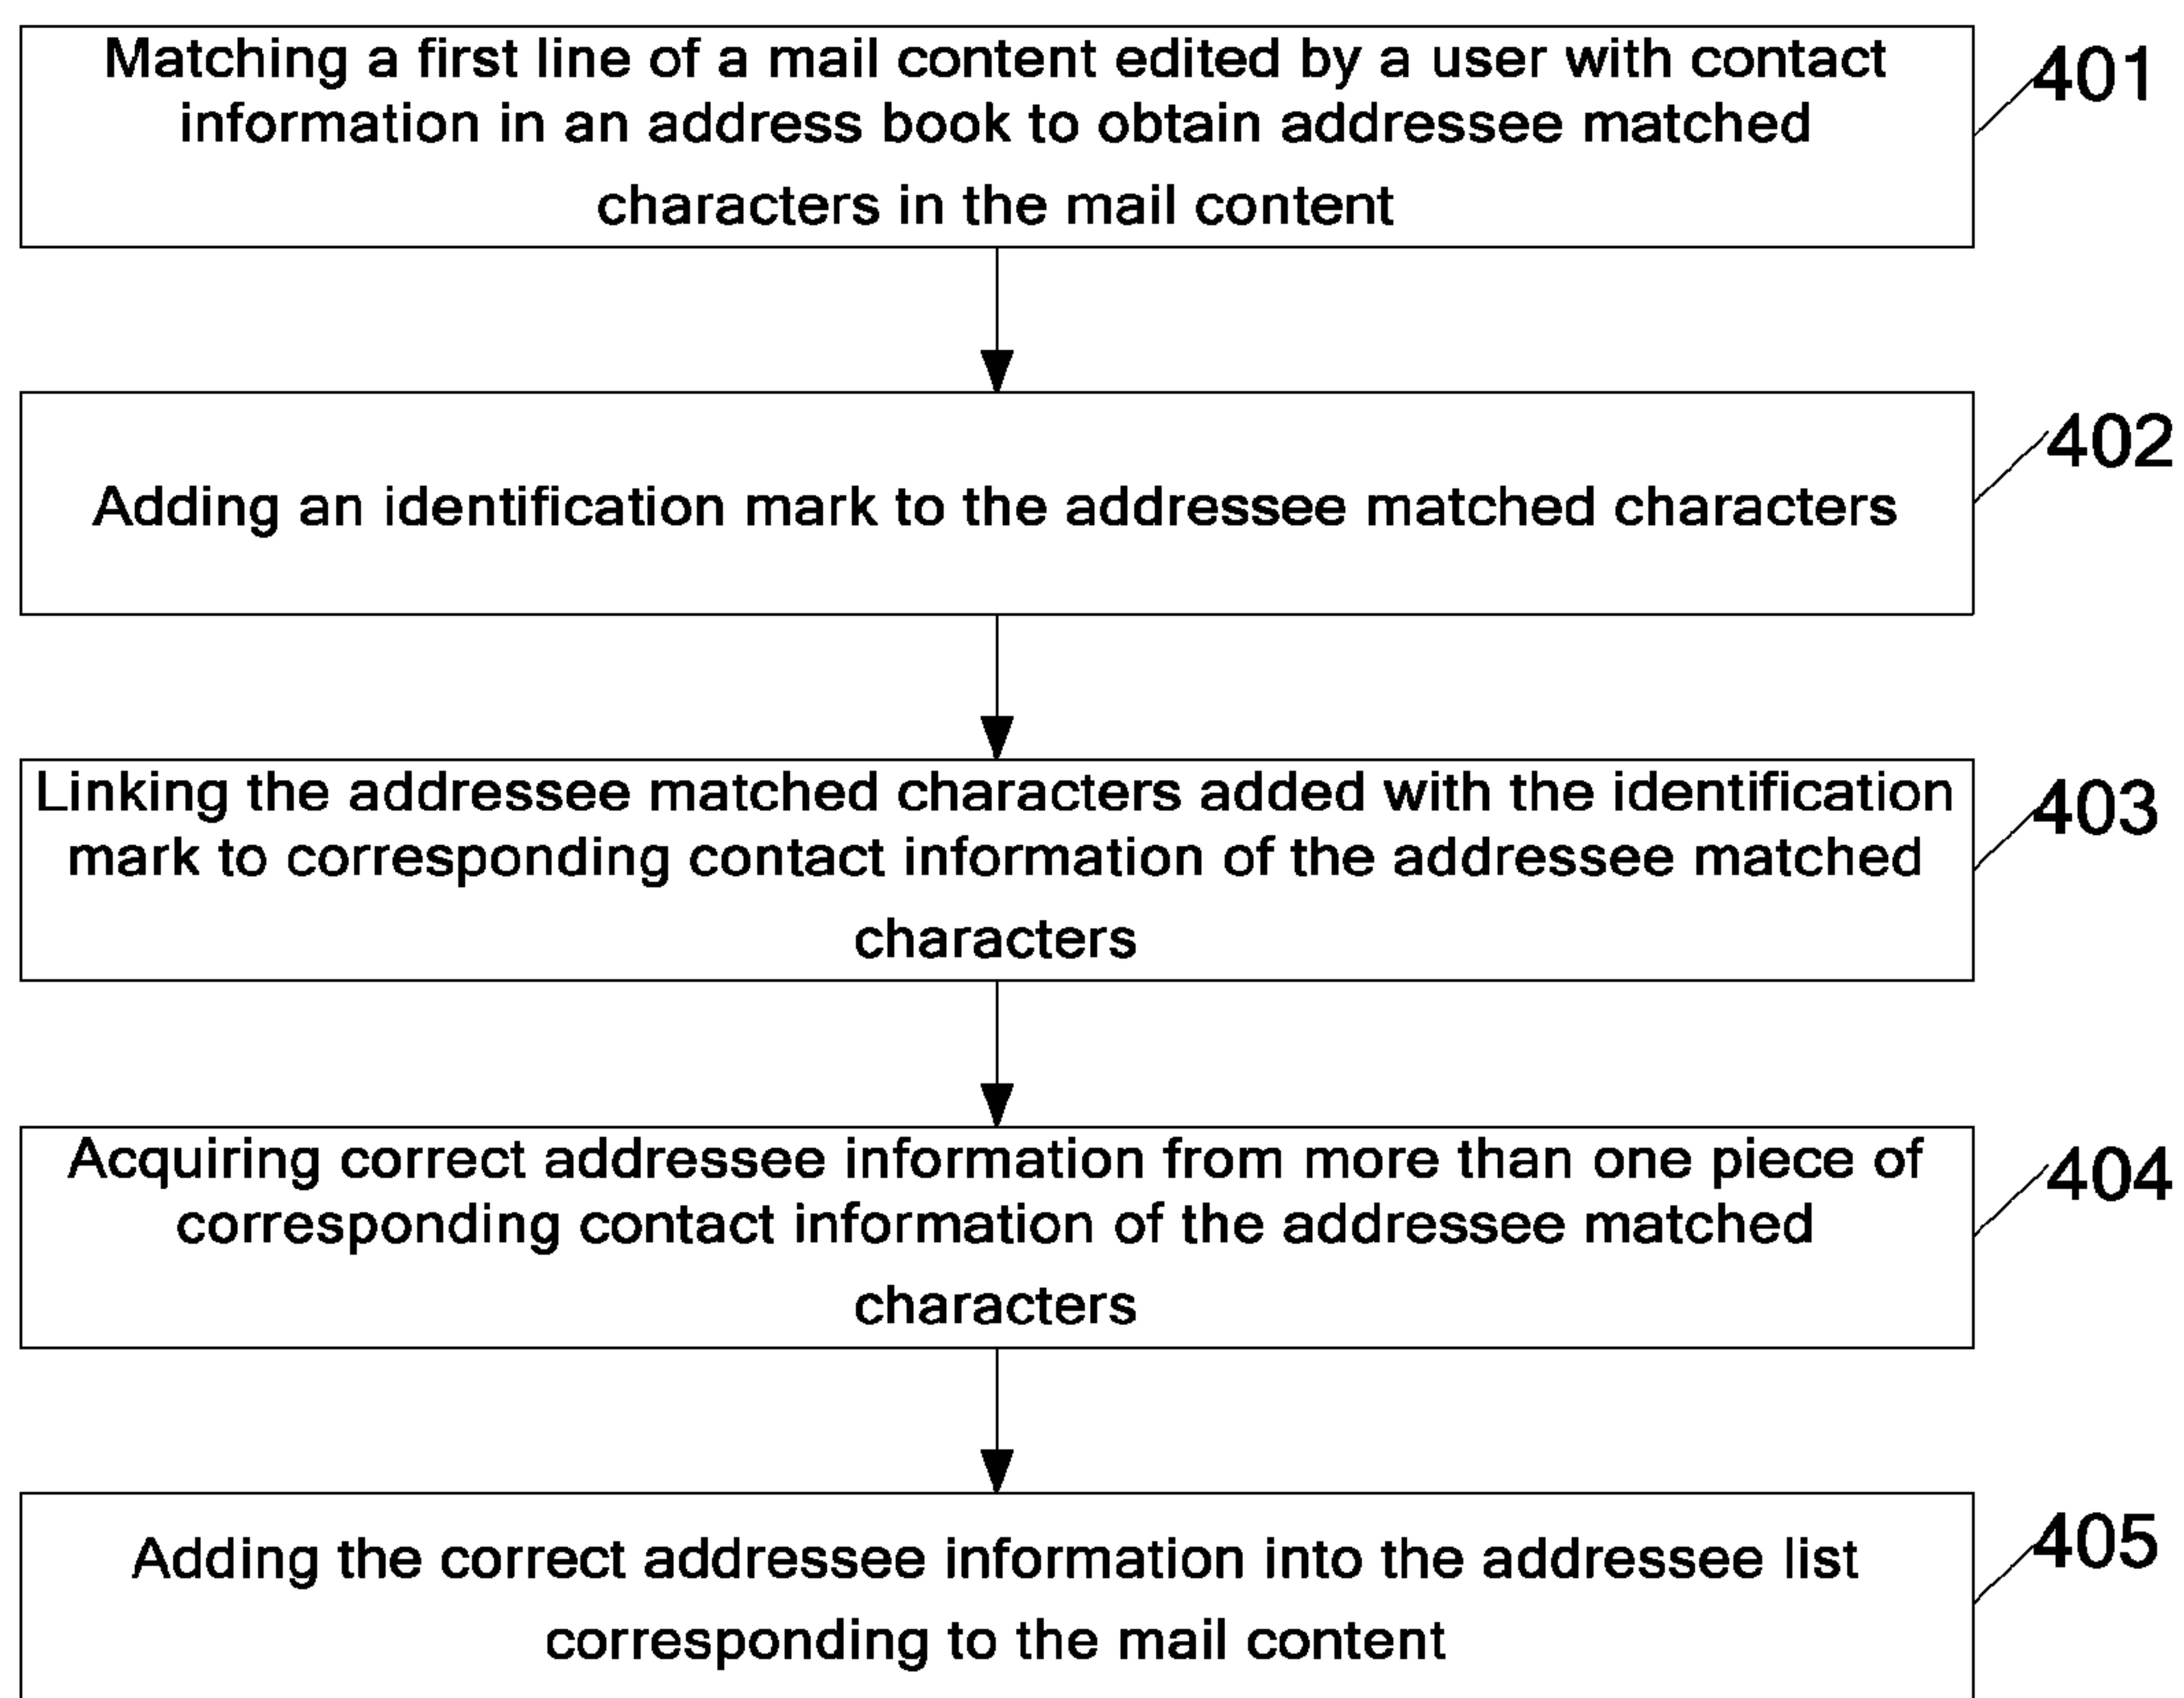 Matching a first line of a mail content edited by a user with contact
information in an address book to obtain addressee matched
characters in the mail content
401
Adding an identification mark to the addressee matched characters
402
Linking the addressee matched characters added with the identification
mark to corresponding contact information of the addressee matched
characters
403
Acquiring correct addressee information from more than one piece of
corresponding contact information of the addressee matched
characters
404
Adding the correct addressee information into the addressee list
corresponding to the mail content
405